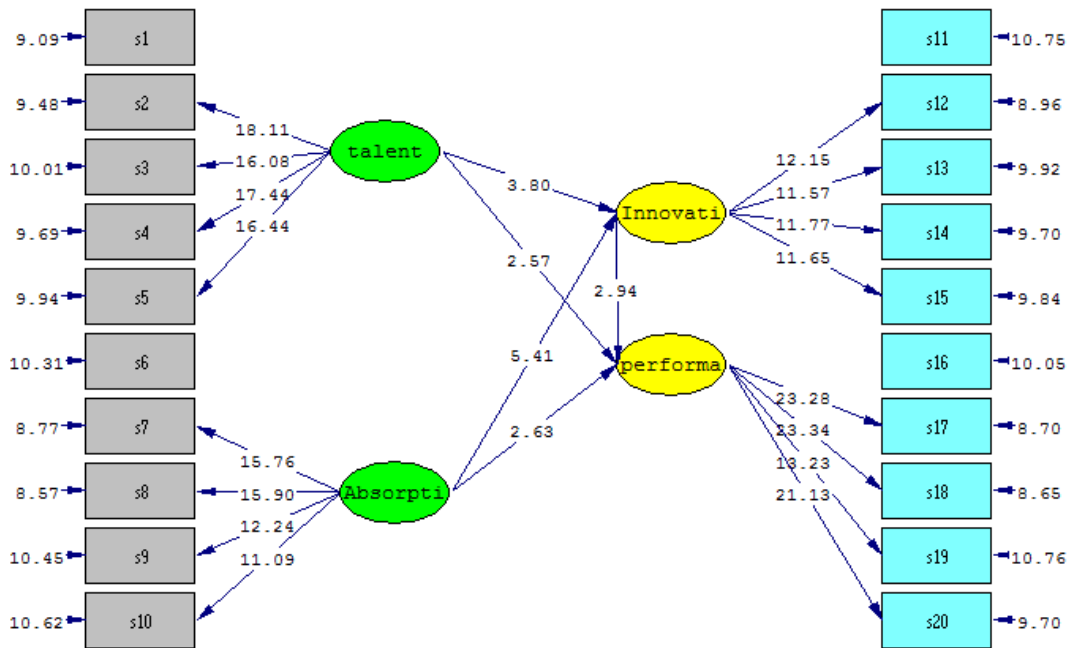 9.09 s1
9.48 s2
10.01 s3
9.69 s4
9.94 s5
10.31 s6
8.77 s7
8.57 s8
10.45 s9
10.62 s10
18.11
16.08
17.44
16.44
15.76
15.90
12.24
11.09
talent
Absorpti
3.80
2.57
5.41
2.63
2.94
Innovati
performa
12.15
11.57
11.77
11.65
23.28
23.34
13.23
21.13
s11 10.75
s12 8.96
s13 9.92
s14 9.70
s15 9.84
s16 10.05
s17 8.70
s18 8.65
s19 10.76
s20 9.70